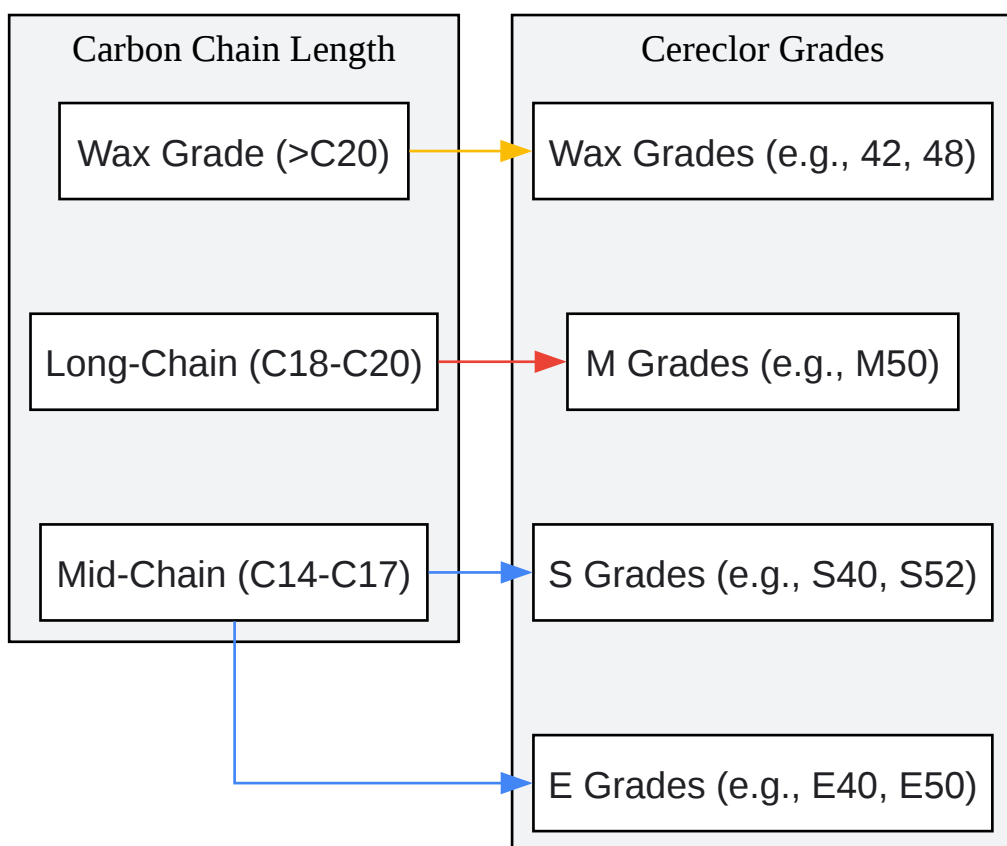 Carbon Chain Length
Wax Grade (>C20)
Long-Chain (C18-C20)
Mid-Chain (C14-C17)
Cereclor Grades
Wax Grades (e.g., 42, 48)
M Grades (e.g., M50)
S Grades (e.g., S40, S52)
E Grades (e.g., E40, E50)